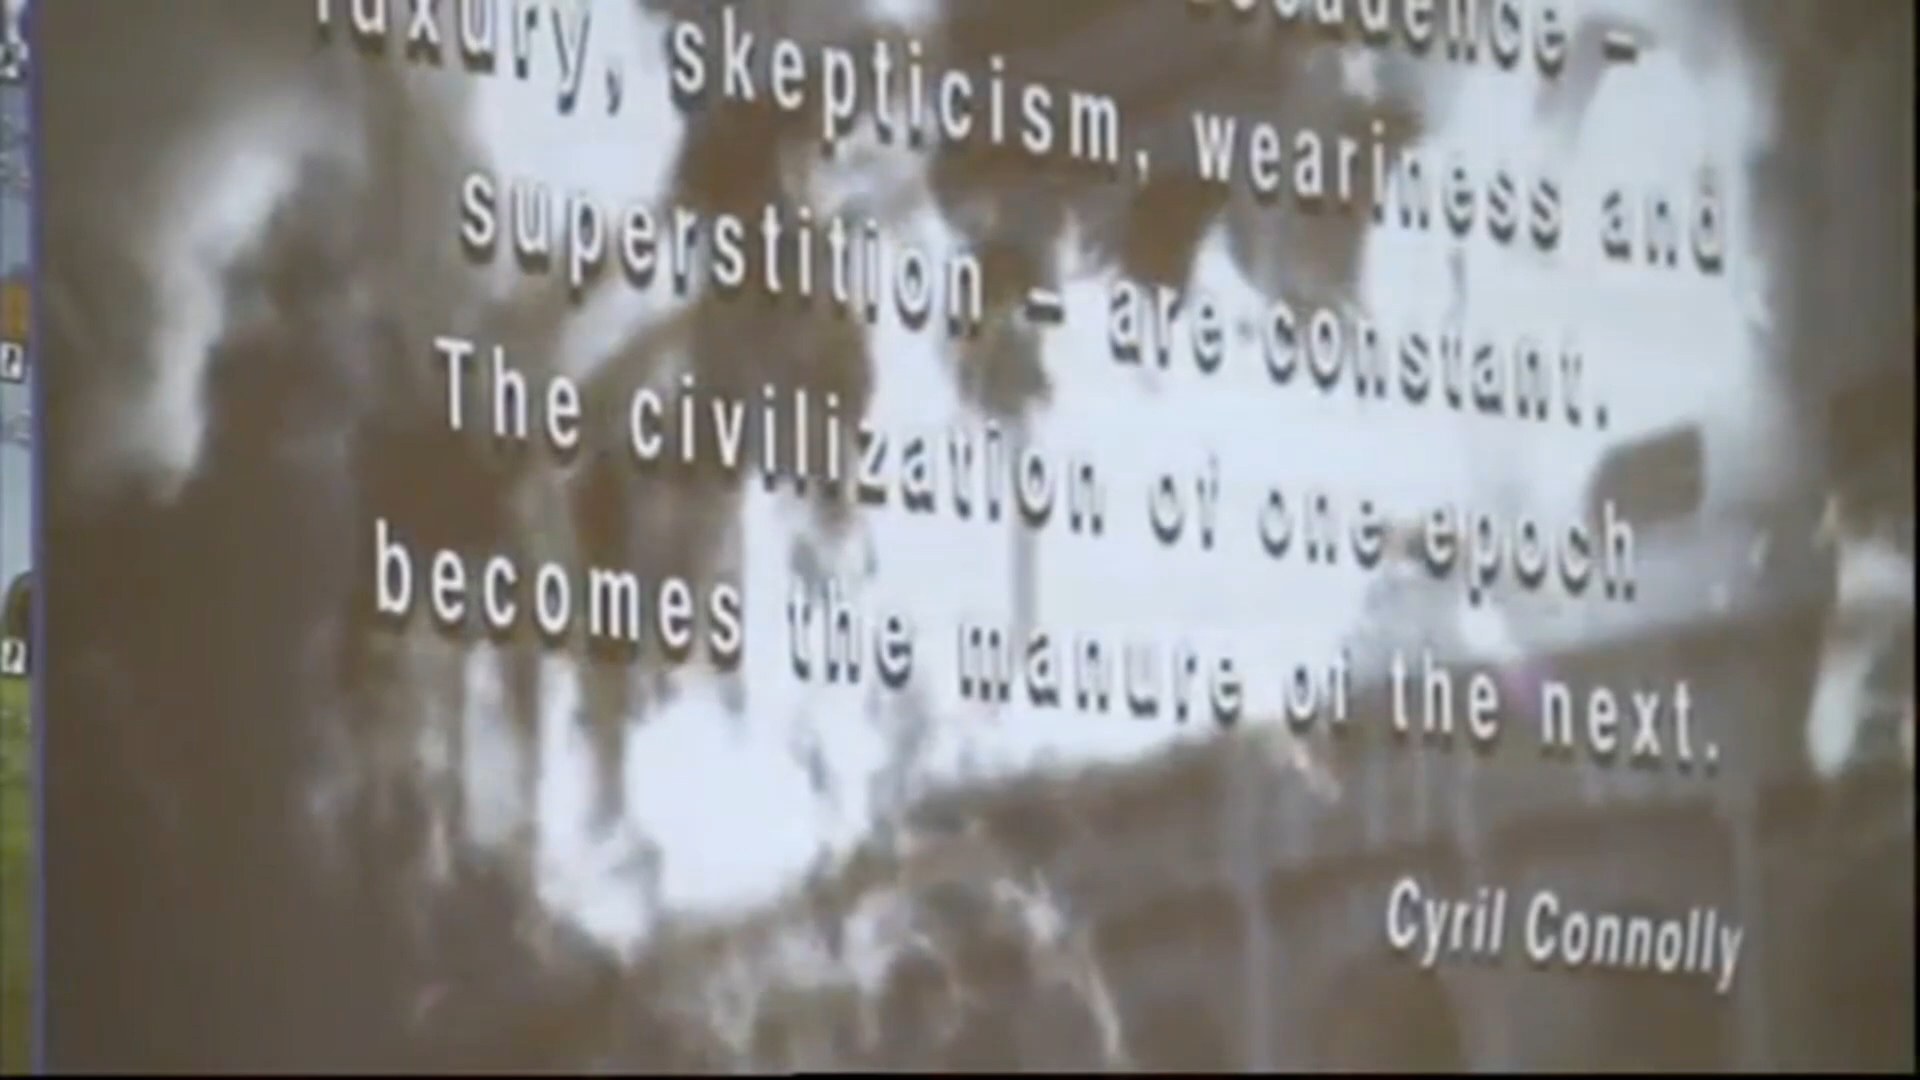 luxury, skepticism, weariness and
superstition – are constant.
The civilization of one epoch
becomes the manure of the next.
Cyril Connolly